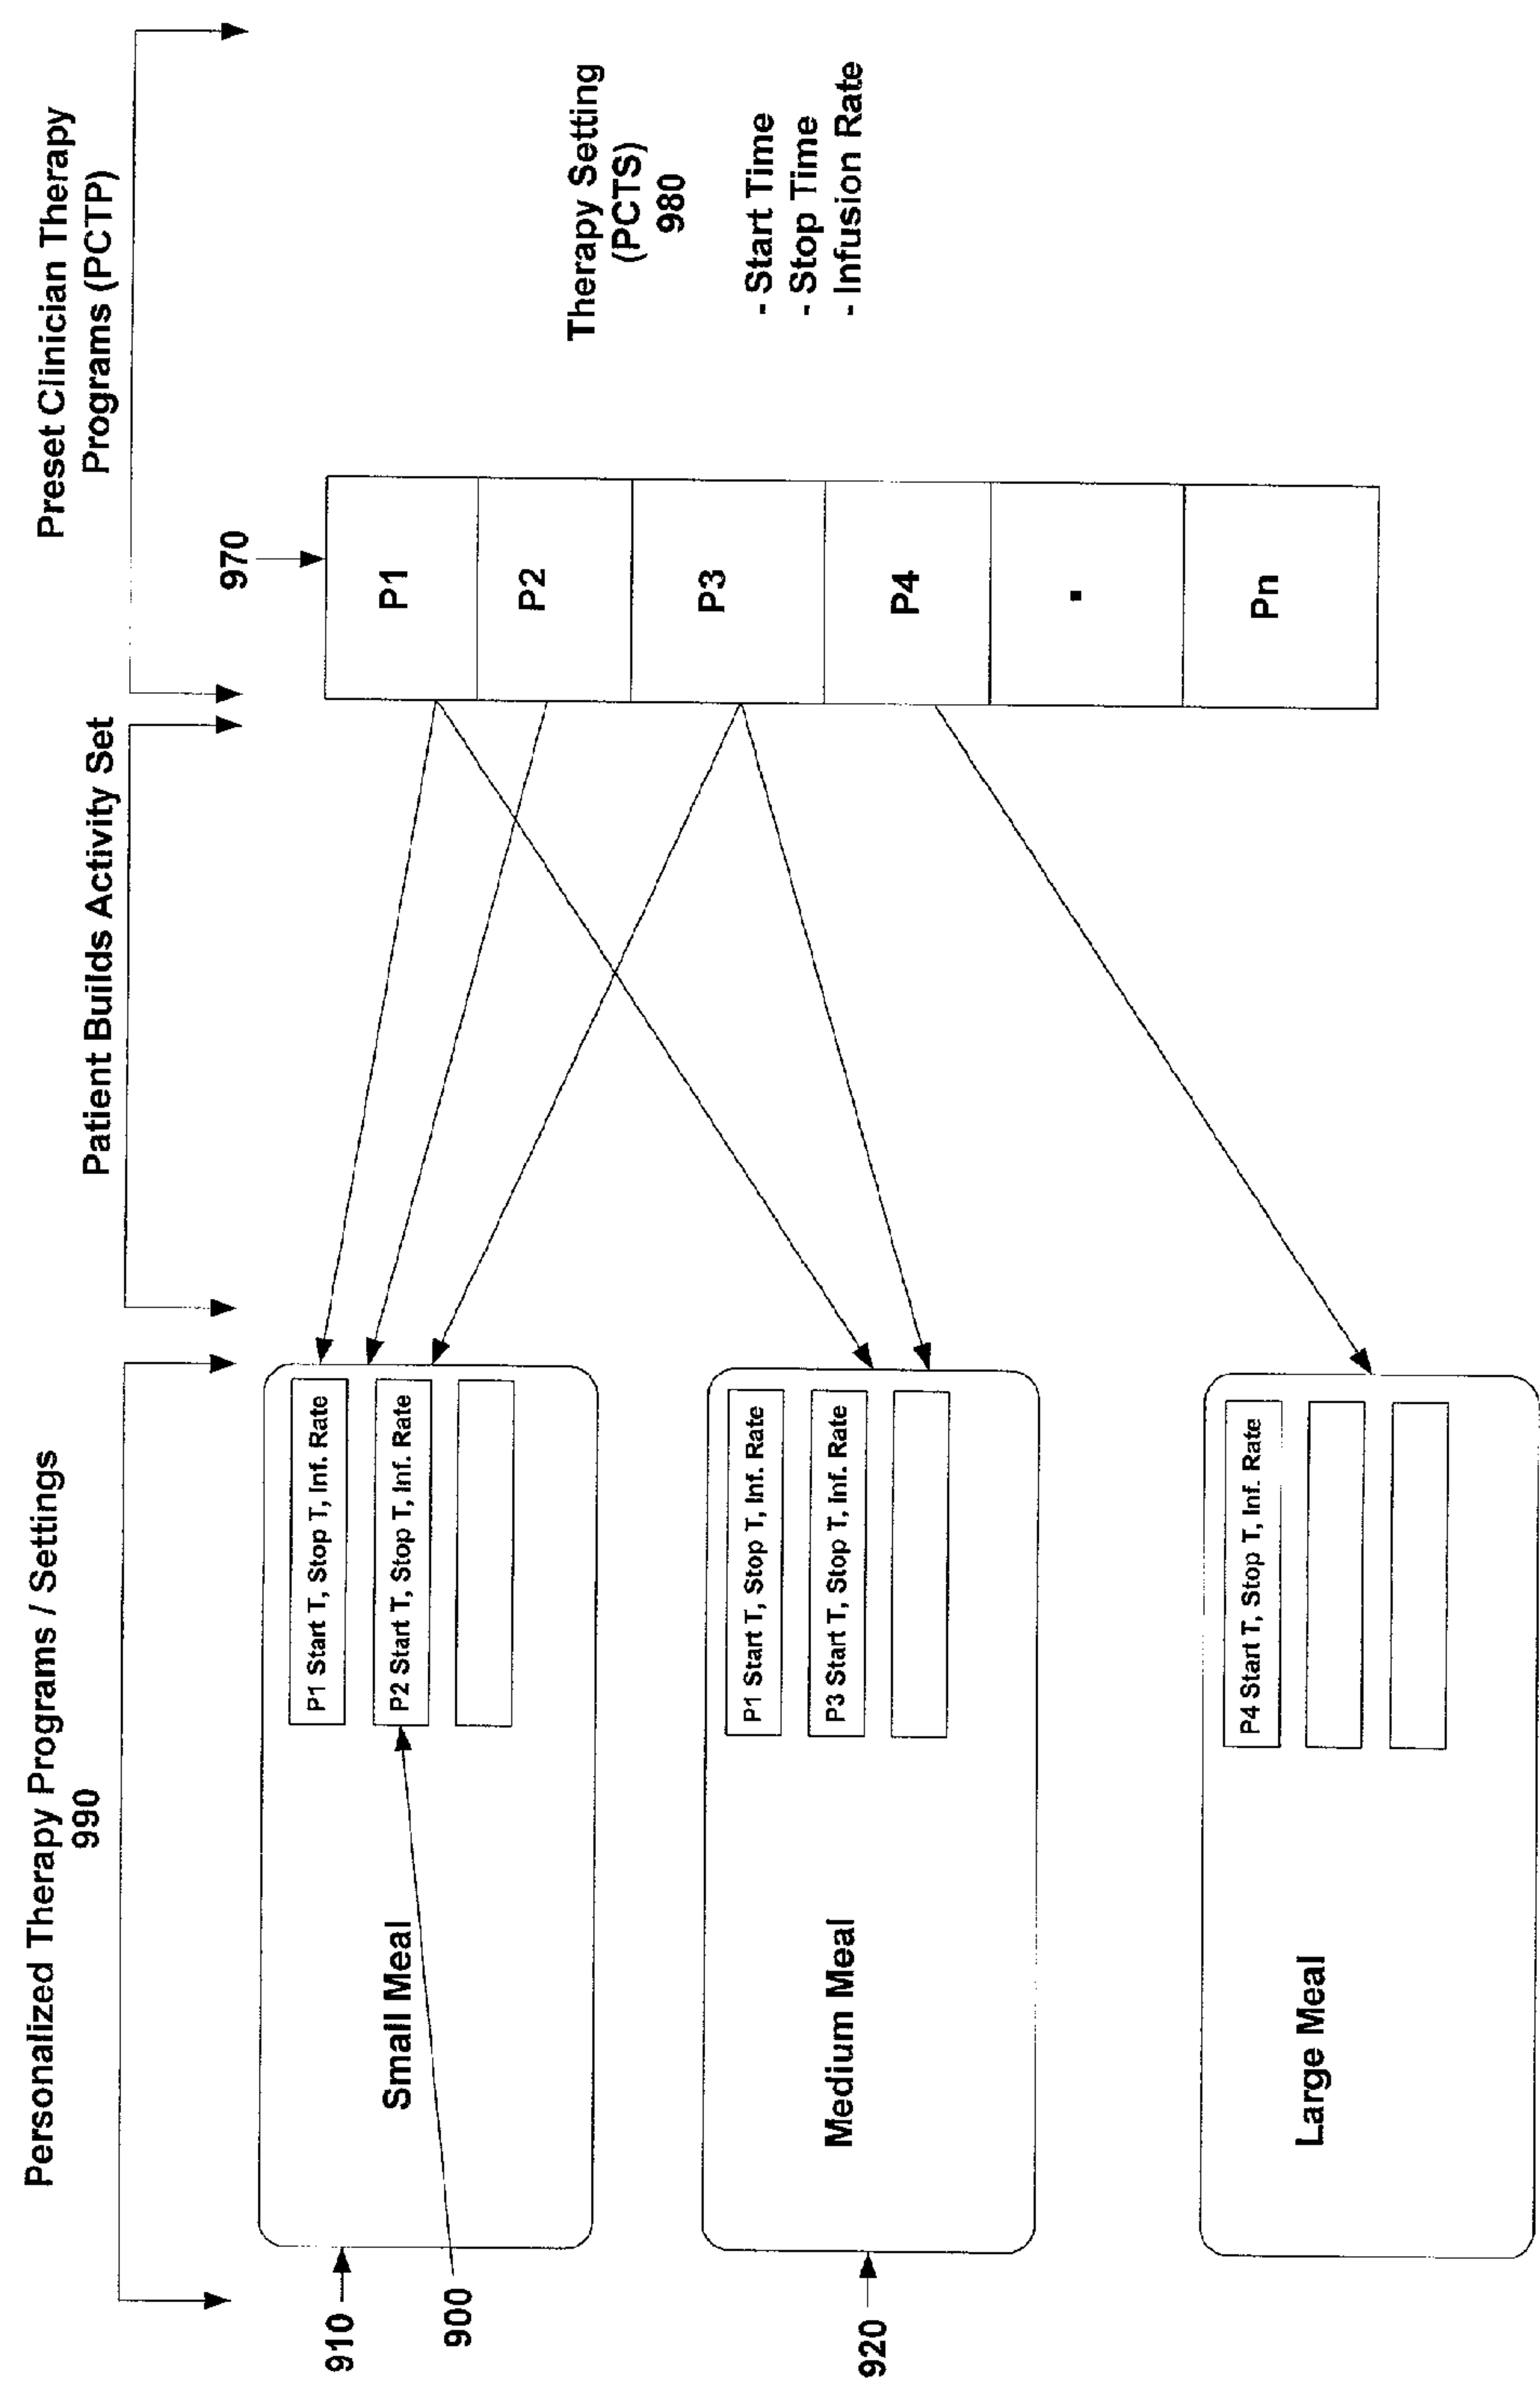 Personalized Therapy Programs / Settings
990
Patient Builds Activity Set
Preset Clinician Therapy
Programs (PCTP)
910
900
Small Meal
P1 Start T, Stop T, Inf. Rate
P2 Start T, Stop T, Inf. Rate
920
Medium Meal
P1 Start T, Stop T, Inf. Rate
P3 Start T, Stop T, Inf. Rate
Large Meal
P4 Start T, Stop T, Inf. Rate
970
P1
P2
P3
P4
.
Pn
Therapy Setting
(PCTS)
980
- Start Time
- Stop Time
- Infusion Rate